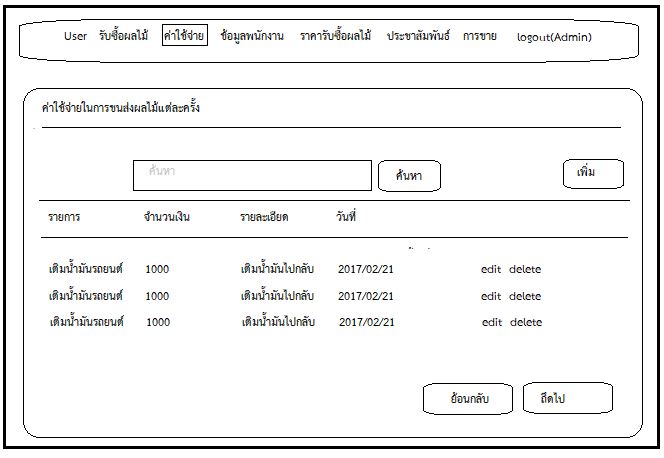 User รับซื้อผลไม้ ค่าใช้จ่าย ข้อมูลพนักงาน ราคารับซื้อผลไม้ ประชาสัมพันธ์ การขาย logout(Admin)
ค่าใช้จ่ายในการขนส่งผลไม้แต่ละครั้ง
ค้นหา ค้นหา เพิ่ม
รายการ จำนวนเงิน รายละเอียด วันที่
เติมน้ำมันรถยนต์ 1000 เติมน้ำมันไปกลับ 2017/02/21 edit delete
เติมน้ำมันรถยนต์ 1000 เติมน้ำมันไปกลับ 2017/02/21 edit delete
เติมน้ำมันรถยนต์ 1000 เติมน้ำมันไปกลับ 2017/02/21 edit delete
ย้อนกลับ ถึดไป